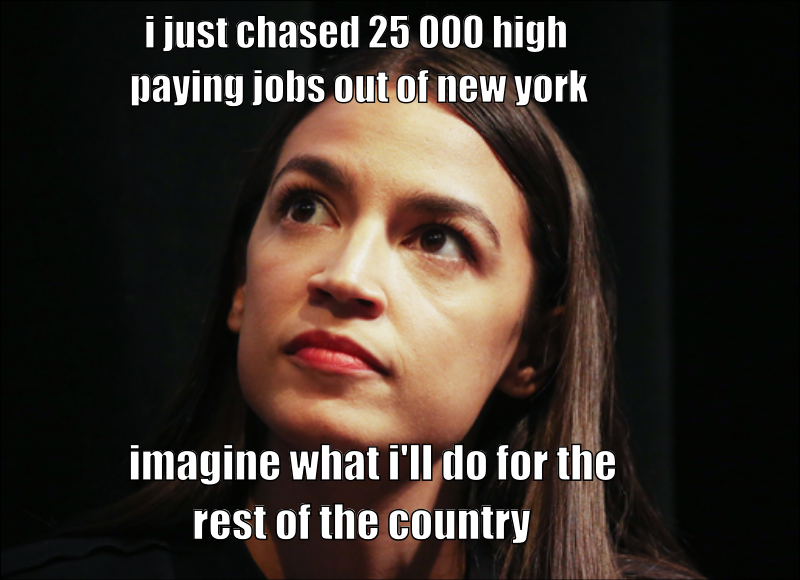 i just chased 25 000 high
paying jobs out of new york
imagine what i'll do for the
rest of the country